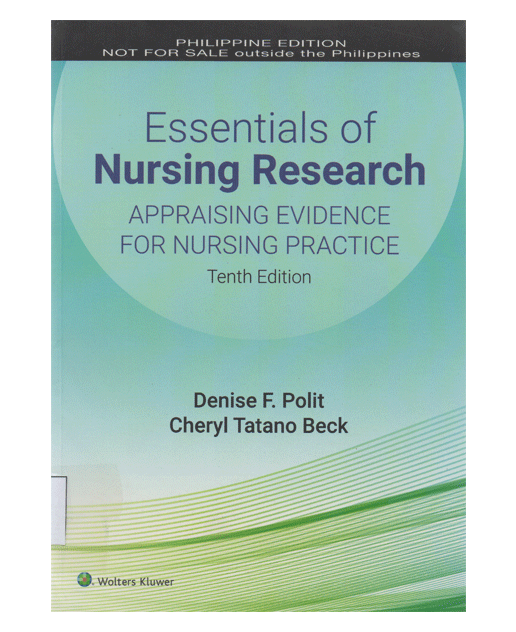 PHILIPPINE EDITION
NOT FOR SALE outside the Philippines
Essentials of
Nursing Research
APPRAISING EVIDENCE
FOR NURSING PRACTICE
Tenth Edition
Denise F. Polit
Cheryl Tatano Beck
Wolters Kluwer